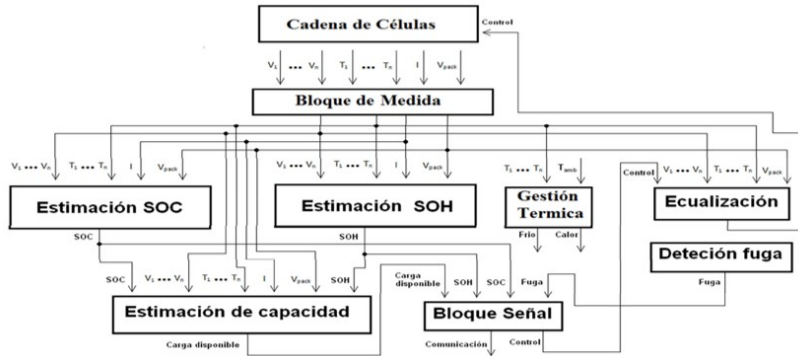 Cadena de Células
Control
V1 ... Vn T1 ... Tn I Vpack
Bloque de Medida
V1 ... Vn T1 ... Tn I Vpack
V1 ... Vn T1 ... Tn I Vpack
T1 ... Tn Tamb
Control V1 ... Vn T1 ... Tn Vpack
Estimación SOC
Estimación SOH
Gestión
Termica
Ecualización
SOC
SOH
Frio Calor
Deteción fuga
SOC V1 ... Vn T1 ... Tn I Vpack SOH
Carga
disponible
SOH SOC Fuga
Fuga
Estimación de capacidad
Bloque Señal
Carga disponible
Comunicación
Control